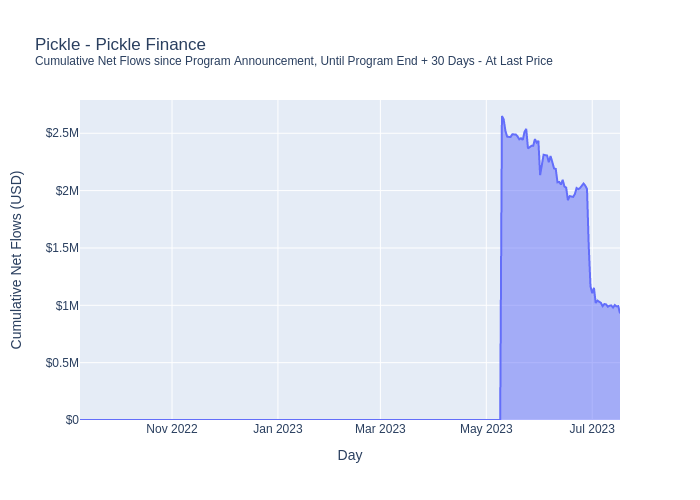 Pickle - Pickle Finance
Cumulative Net Flows since Program Announcement, Until Program End + 30 Days - At Last Price
Cumulative Net Flows (USD)
$2.5M
$2M
$1.5M
$1M
$0.5M
$0
Nov 2022 Jan 2023 Mar 2023 May 2023 Jul 2023
Day